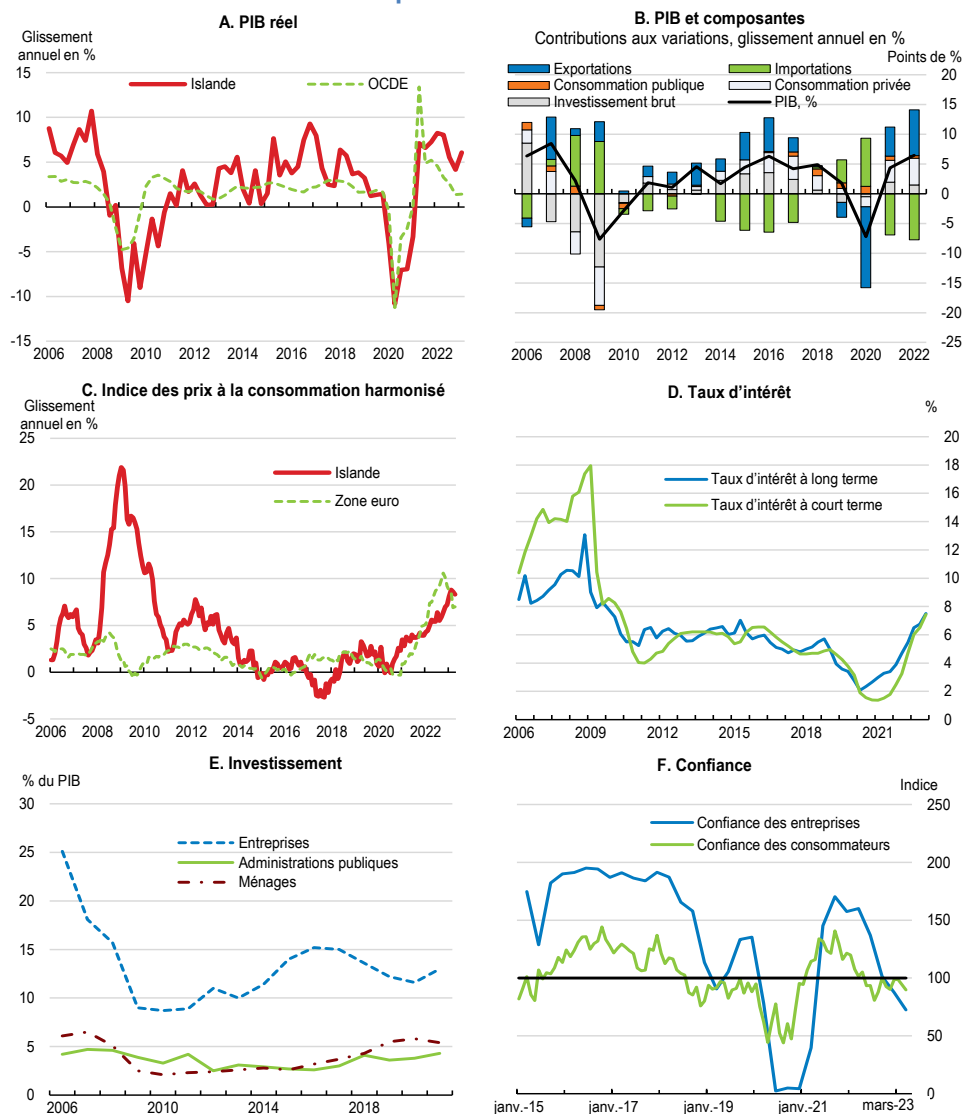 A. PIB réel
Glissement
annuel en %
Islande
OCDE
15
10
5
0
-5
-10
-15
2006 2008 2010 2012 2014 2016 2018 2020 2022
B. PIB et composantes
Contributions aux variations, glissement annuel en %
Points de %
Exportations
Importations
Consommation publique
Consommation privée
Investissement brut
PIB, %
20
15
10
5
0
-5
-10
-15
-20
-25
2006 2008 2010 2012 2014 2016 2018 2020 2022
C. Indice des prix à la consommation harmonisé
Glissement
annuel en %
Islande
Zone euro
25
20
15
10
5
0
-5
2006 2008 2010 2012 2014 2016 2018 2020 2022
D. Taux d'intérêt
%
Taux d'intérêt à long terme
Taux d'intérêt à court terme
20
18
16
14
12
10
8
6
4
2
0
2006 2009 2012 2015 2018 2021
E. Investissement
% du PIB
Entreprises
Administrations publiques
Ménages
30
25
20
15
10
5
0
2006 2010 2014 2018
F. Confiance
Indice
Confiance des entreprises
Confiance des consommateurs
250
200
150
100
50
0
janv.-15 janv.-17 janv.-19 janv.-21 mars-23